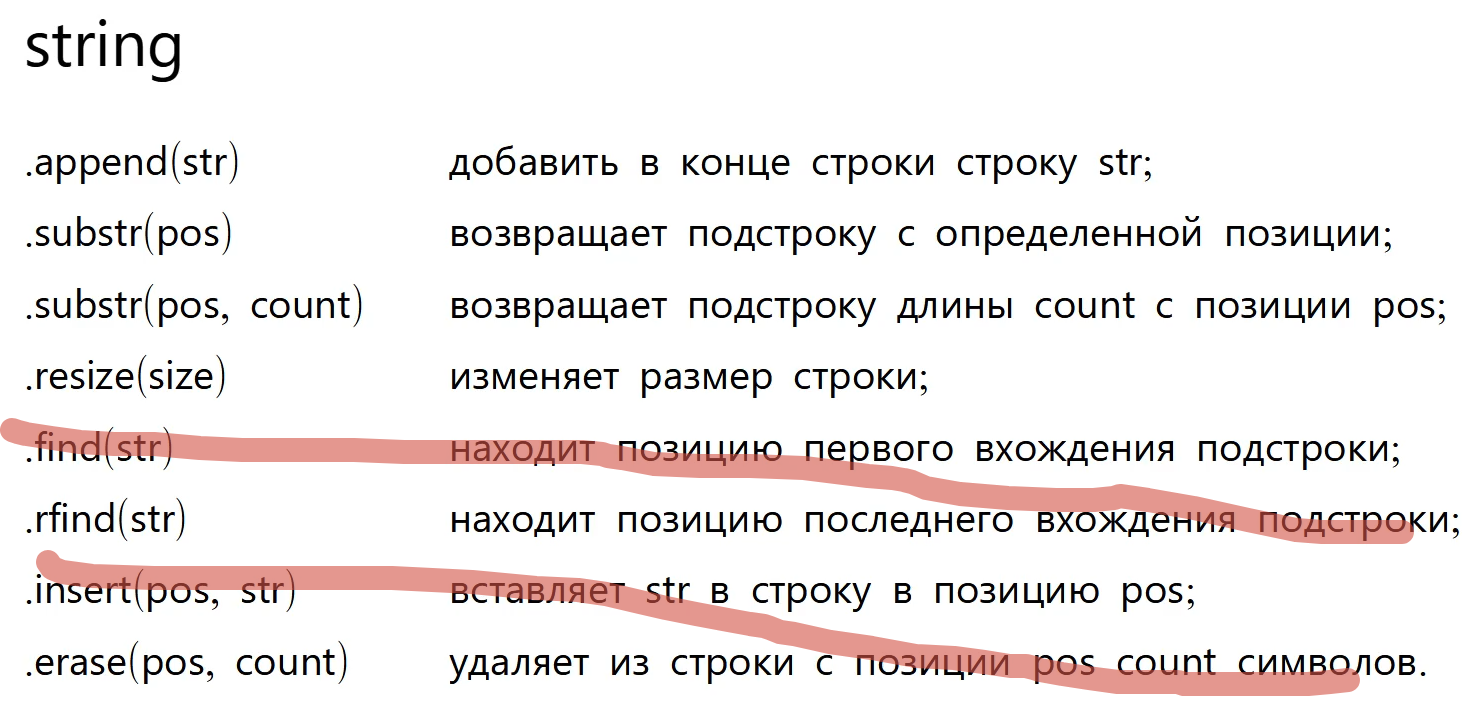 string
.append(str) добавить в конце строки строку str;
.substr(pos) возвращает подстроку с определенной позиции;
.substr(pos, count) возвращает подстроку длины count с позиции pos;
.resize(size) изменяет размер строки;
.find(str) находит позицию первого вхождения подстроки;
.rfind(str) находит позицию последнего вхождения подстроки;
.insert(pos, str) вставляет str в строку в позицию pos;
.erase(pos, count) удаляет из строки с позиции pos count символов.